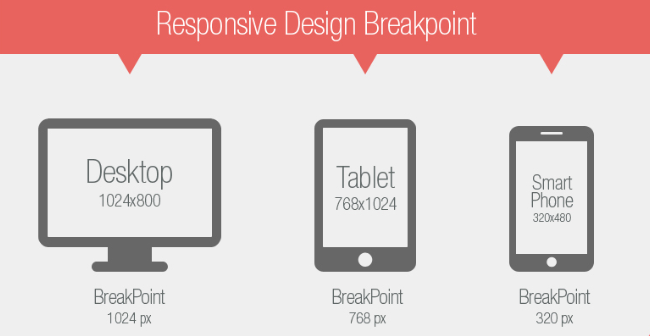 Responsive Design Breakpoint
Desktop
1024x800
Tablet
768x1024
Smart
Phone
320x480
BreakPoint
1024 px
BreakPoint
768 px
BreakPoint
320 px